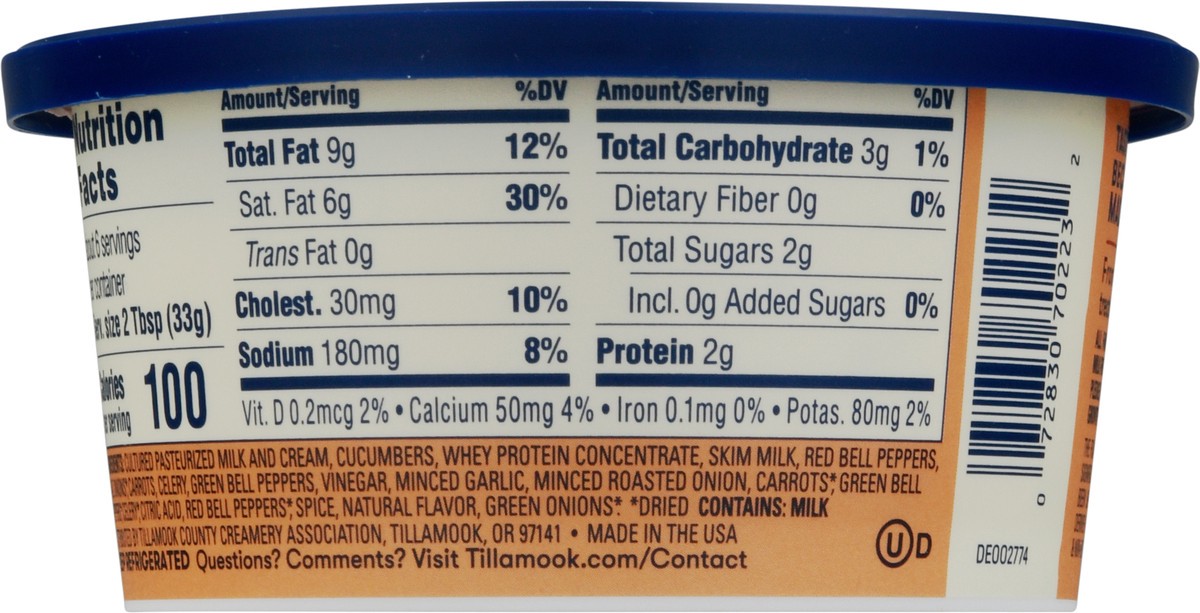 Nutrition
Facts
about 6 servings
per container
Serv. size 2 Tbsp (33g)
Calories
per serving
100
Amount/Serving %DV
Total Fat 9g 12%
Sat. Fat 6g 30%
Trans Fat 0g
Cholest. 30mg 10%
Sodium 180mg 8%
Amount/Serving %DV
Total Carbohydrate 3g 1%
Dietary Fiber 0g 0%
Total Sugars 2g
Incl. 0g Added Sugars 0%
Protein 2g
Vit. D 0.2mcg 2% • Calcium 50mg 4% • Iron 0.1mg 0% • Potas. 80mg 2%
CULTURED PASTEURIZED MILK AND CREAM, CUCUMBERS, WHEY PROTEIN CONCENTRATE, SKIM MILK, RED BELL PEPPERS,
CARROTS, CELERY, GREEN BELL PEPPERS, VINEGAR, MINCED GARLIC, MINCED ROASTED ONION, CARROTS*, GREEN BELL
CITRIC ACID, RED BELL PEPPERS*, SPICE, NATURAL FLAVOR, GREEN ONIONS*. *DRIED CONTAINS: MILK
BY TILLAMOOK COUNTY CREAMERY ASSOCIATION, TILLAMOOK, OR 97141 • MADE IN THE USA
REFRIGERATED Questions? Comments? Visit Tillamook.com/Contact
U D
0 72830 70223 2
DE002774